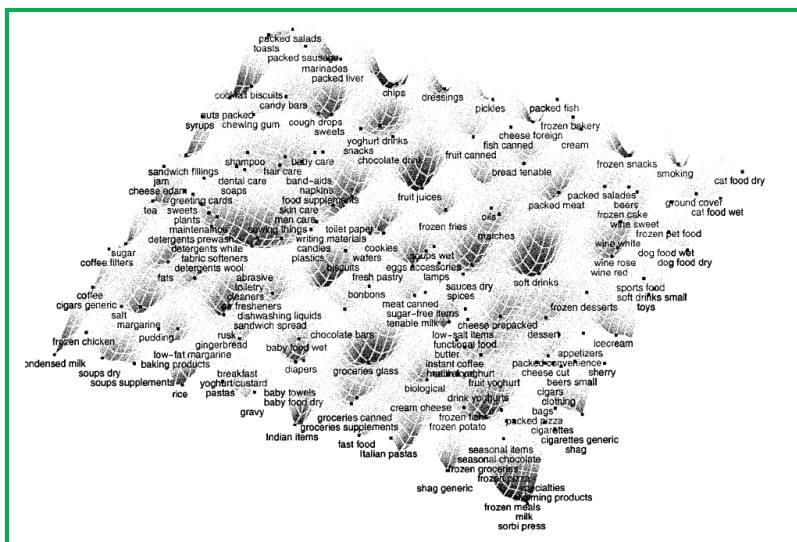 packed salads
toasts
packed sausage
marinades
packed liver
chips
dressings
cocktail biscuits
candy bars
pickles
packed fish
nuts packed
syrups
chewing gum
cough drops
sweets
frozen bakery
cheese foreign
cream
fish canned
yoghurt drinks
snacks
chocolate drink
fruit canned
frozen snacks
shampoo
baby care
hair care
bread tenable
smoking
cat food dry
sandwich fillings
jam
dental care
band-aids
cheese edam
soaps
napkins
fruit juices
packed salades
greeting cards
food supplements
packed meat
beers
ground cover
tea
sweets
skin care
frozen cake
cat food wet
plants
men care
oils
wine sweet
maintenance
sewing things
toilet paper
frozen fries
frozen pet food
detergents prewash
writing materials
matches
wine white
detergents white
candles
cookies
sugar
fabric softeners
plastics
wafers
soups wet
dog food wet
coffee filters
detergents wool
biscuits
eggs accessories
wine rose
dog food dry
fats
abrasive
fresh pastry
lamps
wine red
soft drinks
toiletry
sauces dry
sports food
coffee
cleaners
bonbons
spices
soft drinks small
cigars generic
air fresheners
meat canned
frozen desserts
toys
salt
dishwashing liquids
sugar-free items
margarine
sandwich spread
tenable milk
cheese prepacked
frozen chicken
pudding
rusk
chocolate bars
low-salt items
dessert
icecream
gingerbread
baby food wet
functional food
low-fat margarine
butter
appetizers
baking products
instant coffee
packed convenience
soups dry
breakfast
diapers
groceries glass
cheese cut
sherry
soups supplements
yoghurt/custard
biological
fruit yoghurt
beers small
rice
pastas
baby towels
drink yoghurts
cigars
baby food dry
clothing
gravy
cream cheese
bags
groceries canned
frozen fish
packed pizza
Indian items
groceries supplements
frozen potato
cigarettes
fast food
cigarettes generic
Italian pastas
seasonal items
shag
seasonal chocolate
frozen groceries
frozen pizza
shag generic
specialties
frozen meals
milk
sorbi press